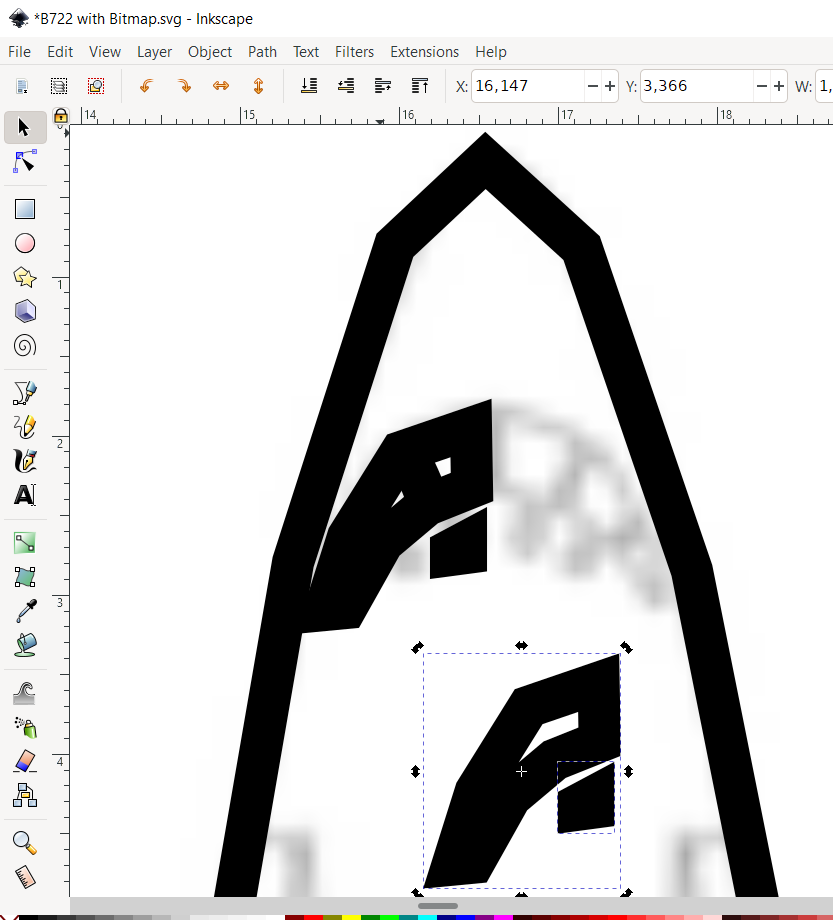 *B722 with Bitmap.svg - Inkscape
File Edit View Layer Object Path Text Filters Extensions Help
X: 16,147 Y: 3,366 W: 1,
14 15 16 17 18
1
2
3
4